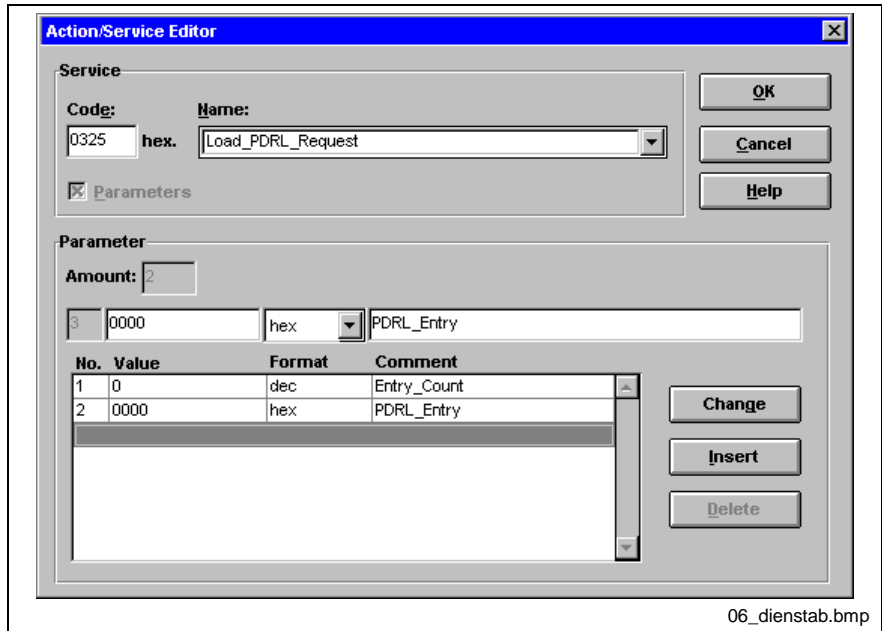 Action/Service Editor
Service
Code:
Name:
0325
hex.
Load_PDRL_Request
Parameters
OK
Cancel
Help
Parameter
Amount: 2
3
0000
hex
PDRL_Entry
No. Value Format Comment
1 0 dec Entry_Count
2 0000 hex PDRL_Entry
Change
Insert
Delete
06_dienstab.bmp